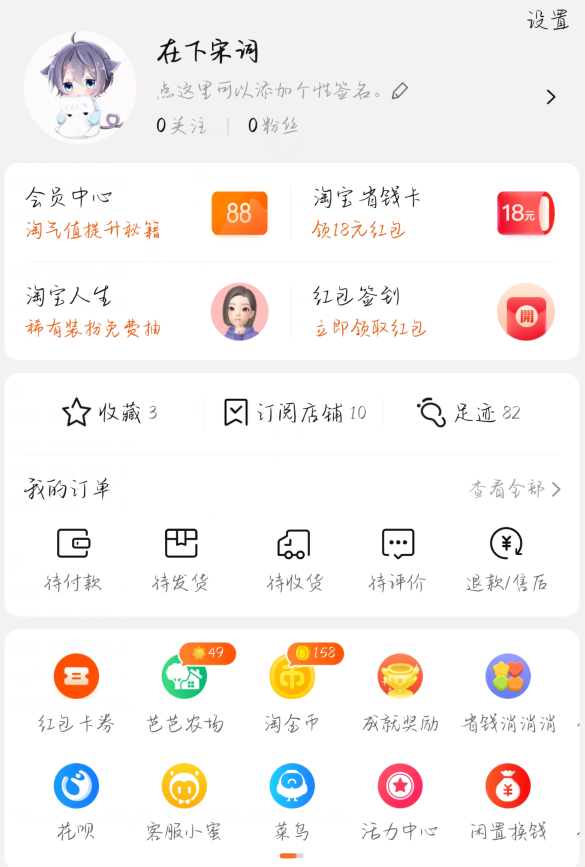 设置
在下宋词
点这里可以添加个性签名。
0关注 0粉丝
会员中心
淘气值提升秘籍
88
淘宝省钱卡
领18元红包
18元
淘宝人生
稀有装扮免费抽
红包签到
立即领取红包
開
收藏 3 订阅店铺 10 足迹 82
我的订单 查看全部
待付款 待发货 待收货 待评价 退款/售后
49 158
红包卡券 芭芭农场 淘金币 成就奖励 省钱消消消
花呗 客服小蜜 菜鸟 活力中心 闲置换钱